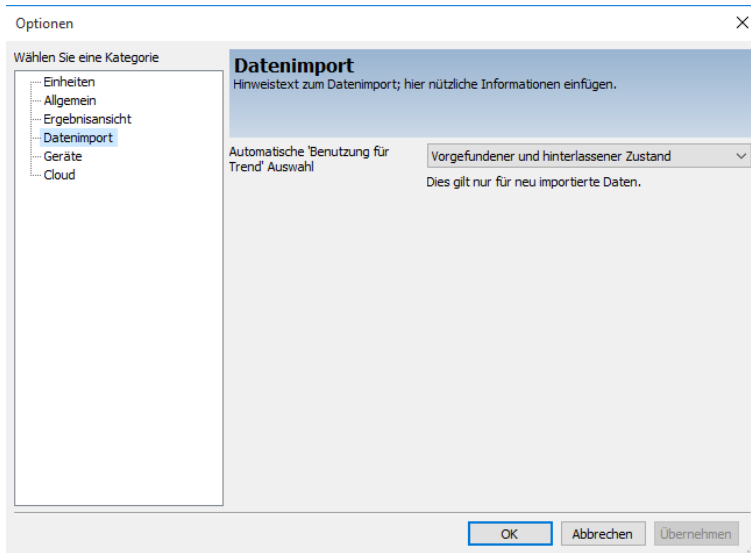 Optionen
Wählen Sie eine Kategorie
Einheiten
Allgemein
Ergebnisansicht
Datenimport
Geräte
Cloud
Datenimport
Hinweistext zum Datenimport; hier nützliche Informationen einfügen.
Automatische 'Benutzung für
Trend' Auswahl
Vorgefundener und hinterlassener Zustand
Dies gilt nur für neu importierte Daten.
OK
Abbrechen
Übernehmen